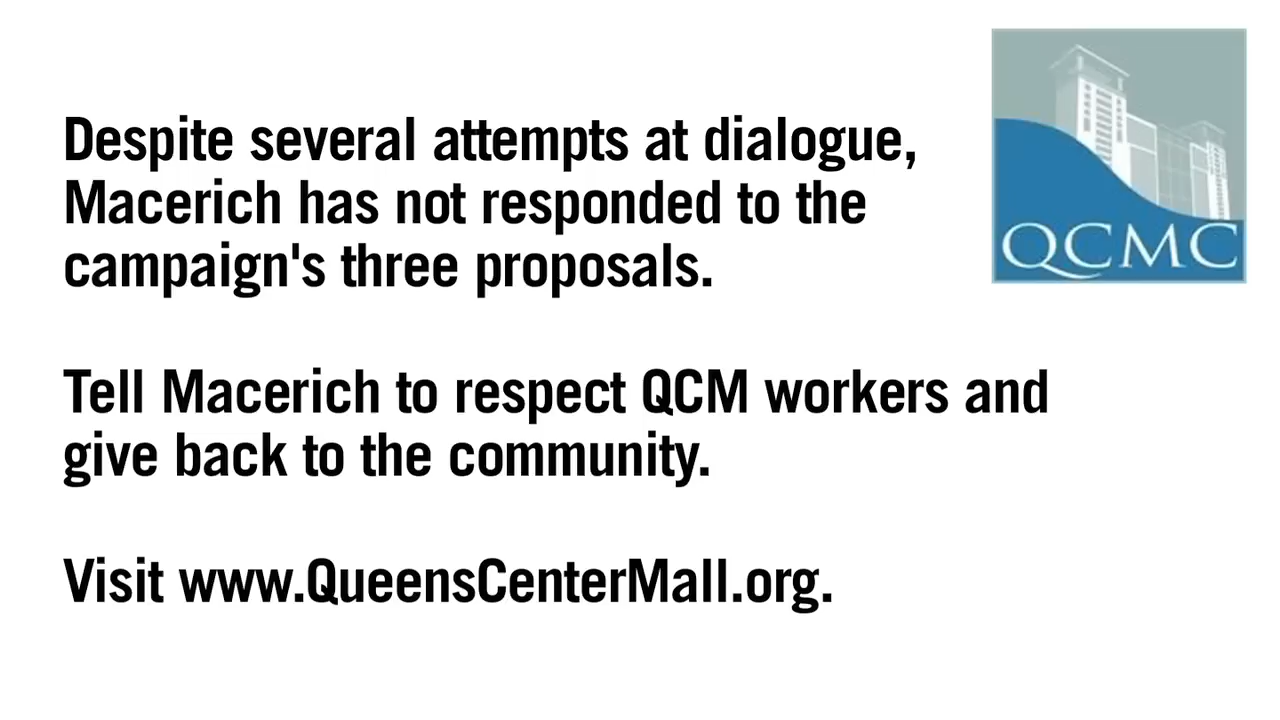 Despite several attempts at dialogue,
Macerich has not responded to the
campaign's three proposals.
Tell Macerich to respect QCM workers and
give back to the community.
Visit www.QueensCenterMall.org.
QCMC